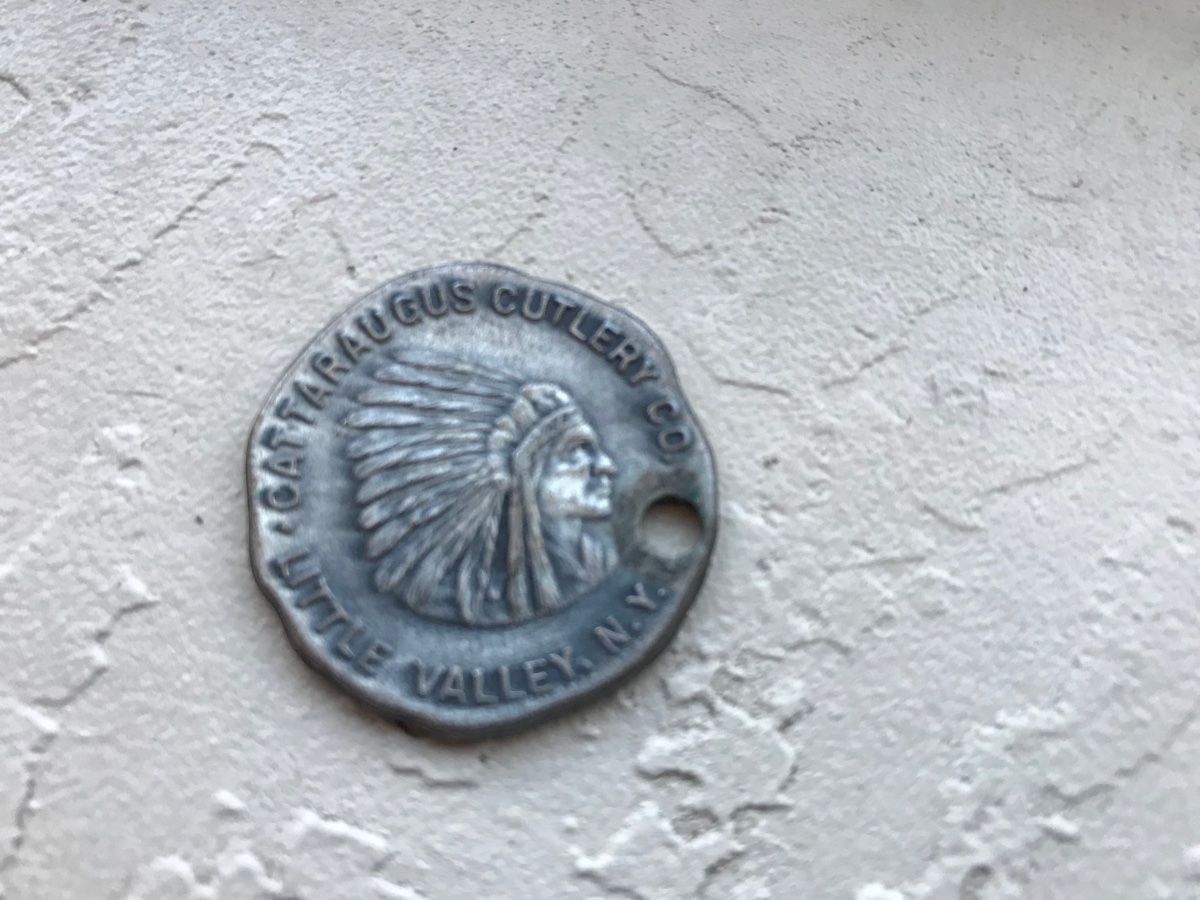 CATTARAUGUS CUTLERY CO.
LITTLE VALLEY, N.Y.